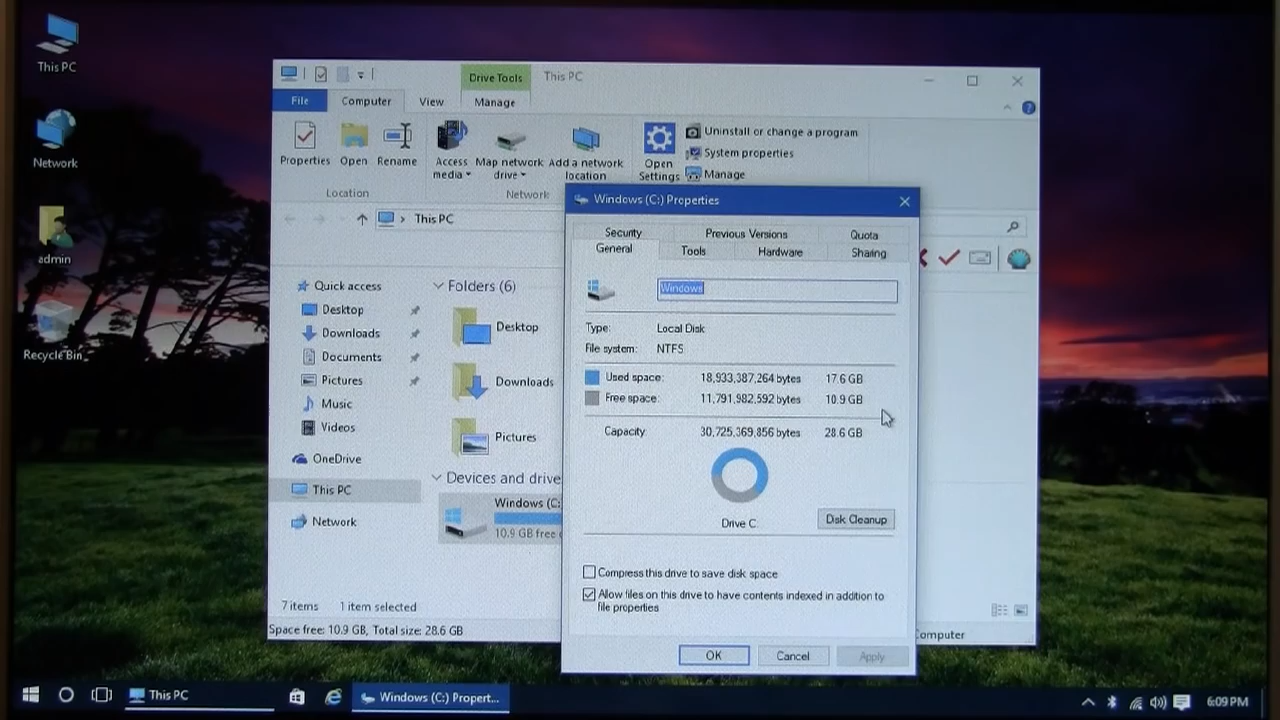 This PC
Network
admin
Recycle Bin
Drive Tools
This PC
File
Computer
View
Manage
Properties
Open
Rename
Access media
Map network drive
Add a network location
Open Settings
Uninstall or change a program
System properties
Manage
Location
Network
This PC
Quick access
Desktop
Downloads
Documents
Pictures
Music
Videos
OneDrive
This PC
Network
Folders (6)
Desktop
Downloads
Pictures
Devices and drive
Windows (C:
10.9 GB free
7 items
1 item selected
Space free: 10.9 GB, Total size: 28.6 GB
Computer
Windows (C:) Properties
Security
Previous Versions
Quota
General
Tools
Hardware
Sharing
Windows
Type: Local Disk
File system: NTFS
Used space: 18,933,387,264 bytes 17.6 GB
Free space: 11,791,982,592 bytes 10.9 GB
Capacity: 30,725,369,856 bytes 28.6 GB
Drive C:
Disk Cleanup
Compress this drive to save disk space
Allow files on this drive to have contents indexed in addition to
file properties
OK
Cancel
Apply
This PC
Windows (C:) Propert...
6:09 PM